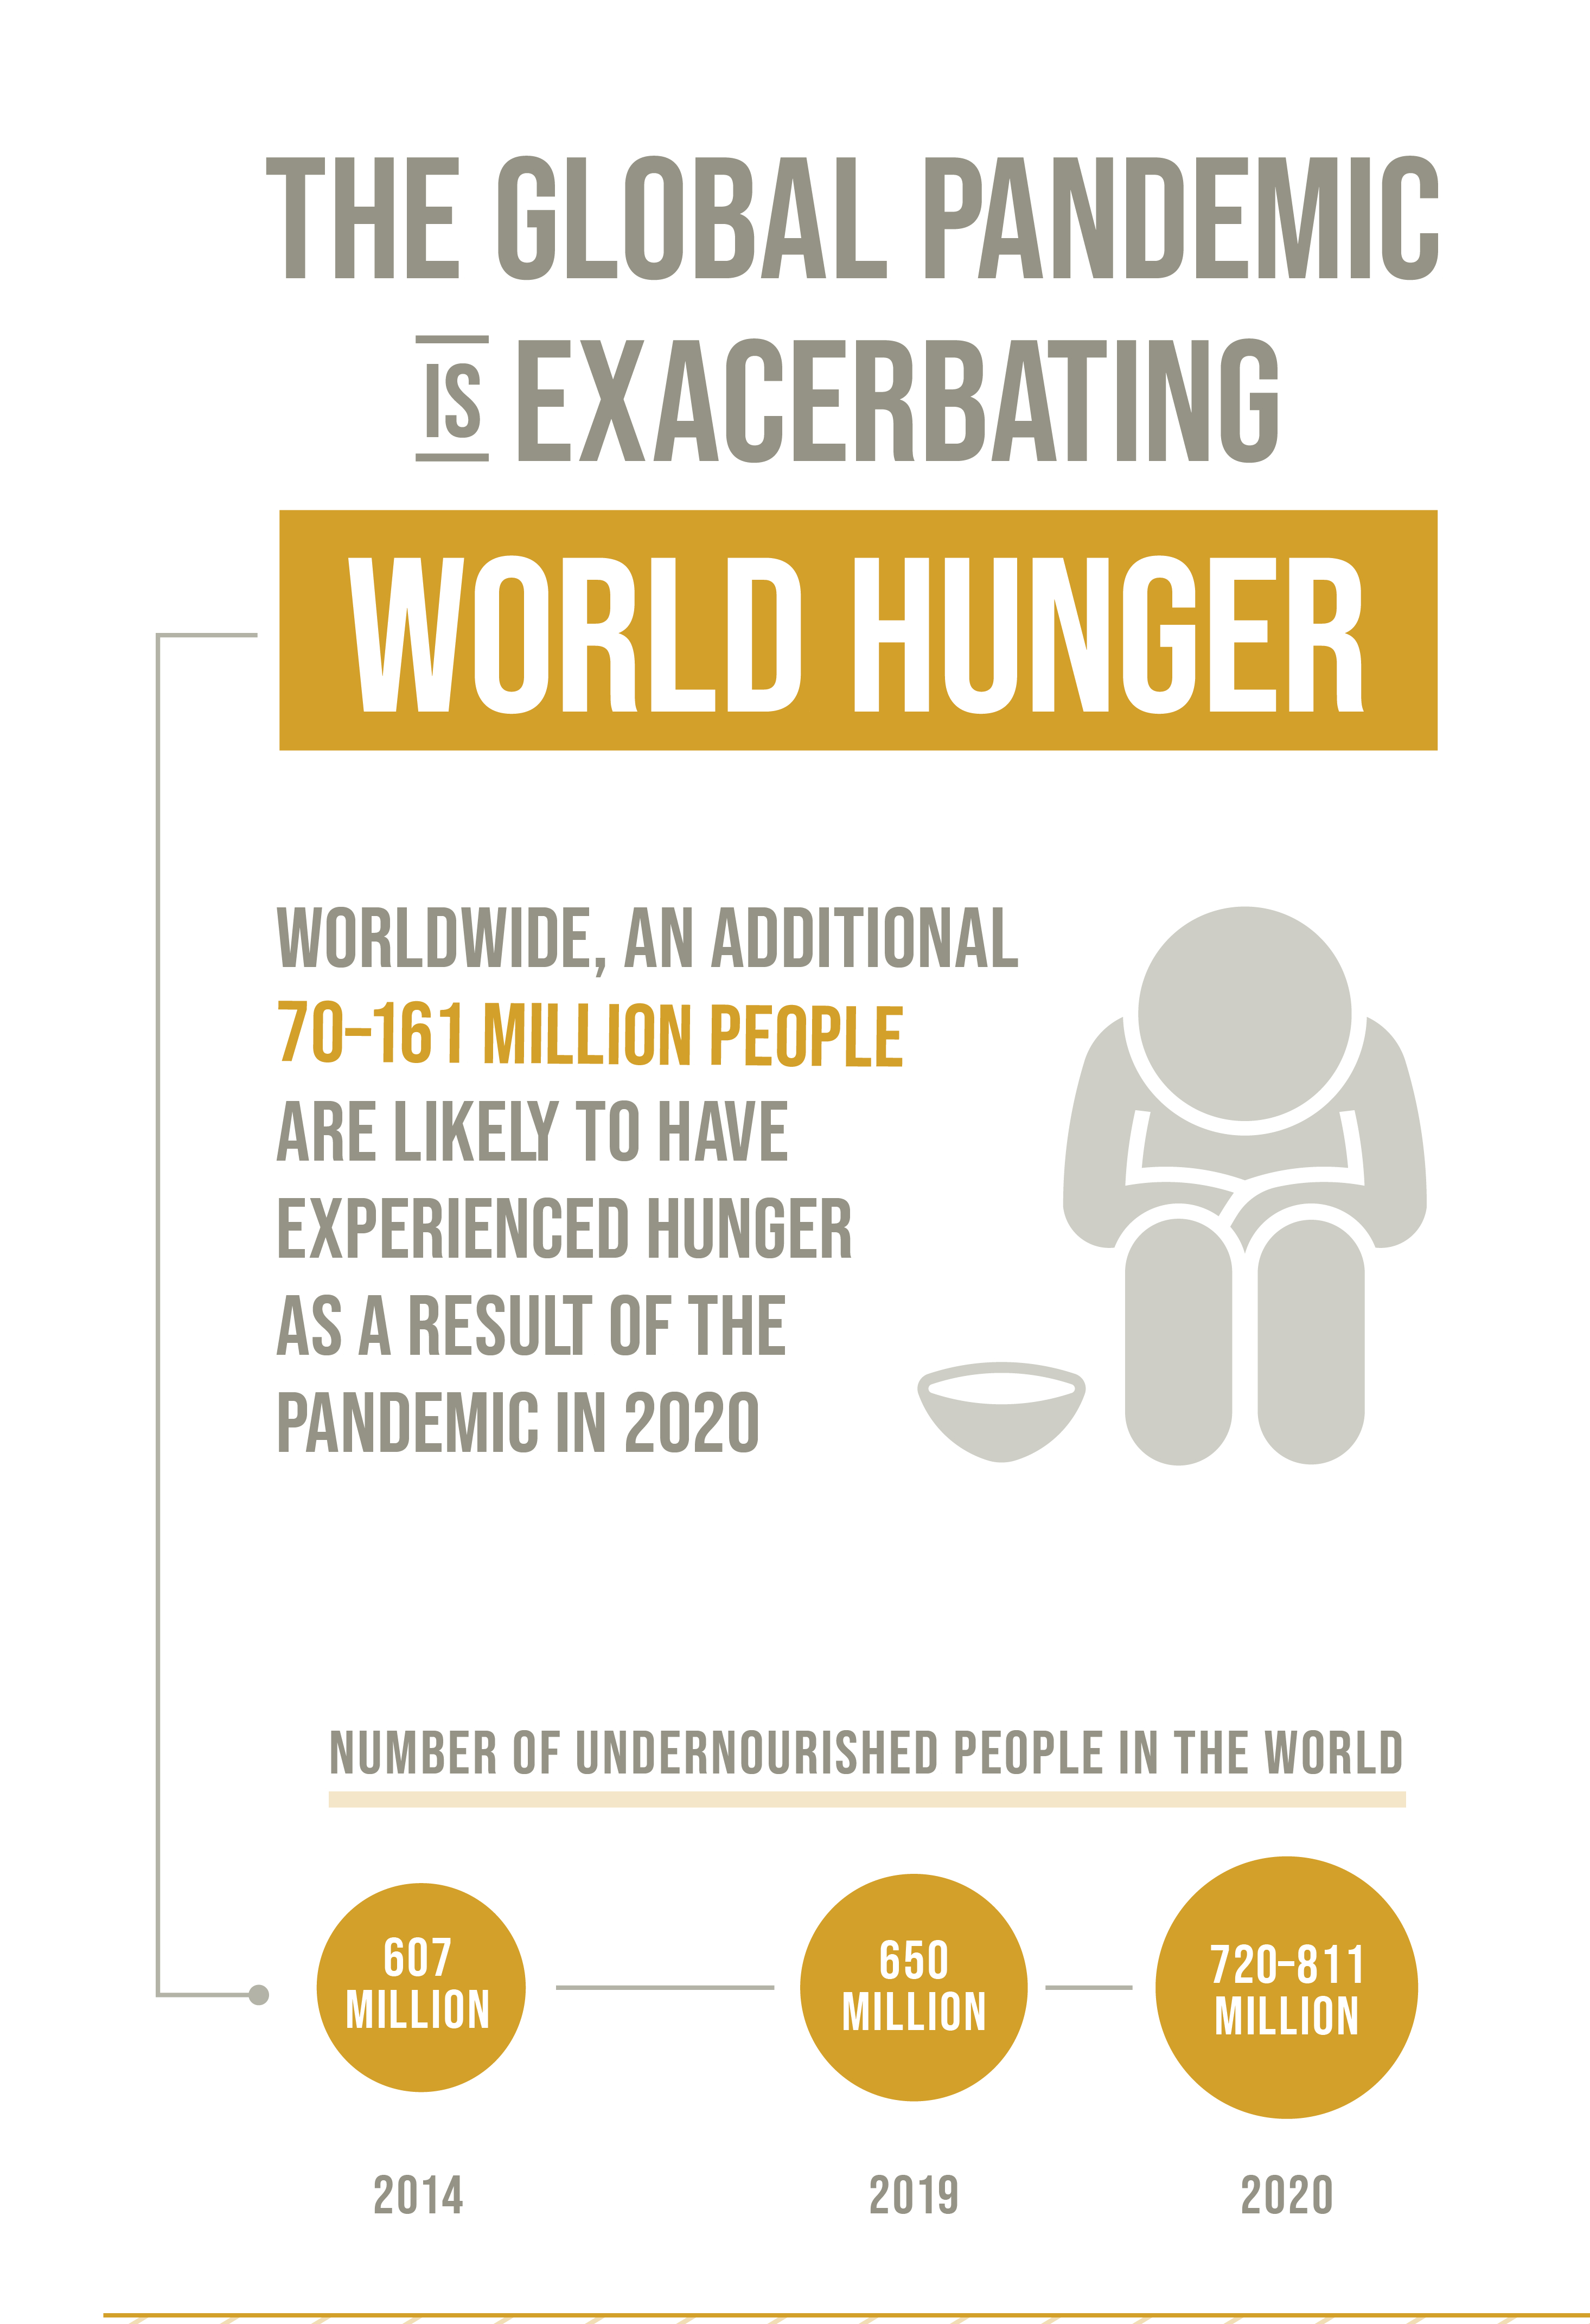 THE GLOBAL PANDEMIC
IS EXACERBATING
WORLD HUNGER
WORLDWIDE, AN ADDITIONAL
70–161 MILLION PEOPLE
ARE LIKELY TO HAVE
EXPERIENCED HUNGER
AS A RESULT OF THE
PANDEMIC IN 2020
NUMBER OF UNDERNOURISHED PEOPLE IN THE WORLD
607
MILLION
650
MILLION
720–811
MILLION
2014
2019
2020